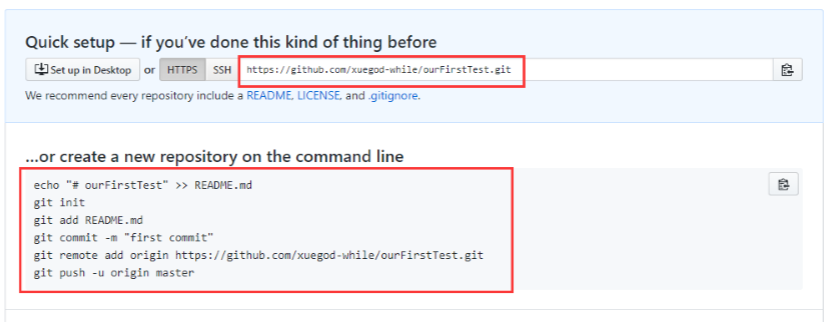 Quick setup — if you've done this kind of thing before
Set up in Desktop or HTTPS SSH https://github.com/xuegod-while/ourFirstTest.git
We recommend every repository include a README, LICENSE, and .gitignore.
...or create a new repository on the command line
echo "# ourFirstTest" >> README.md
git init
git add README.md
git commit -m "first commit"
git remote add origin https://github.com/xuegod-while/ourFirstTest.git
git push -u origin master